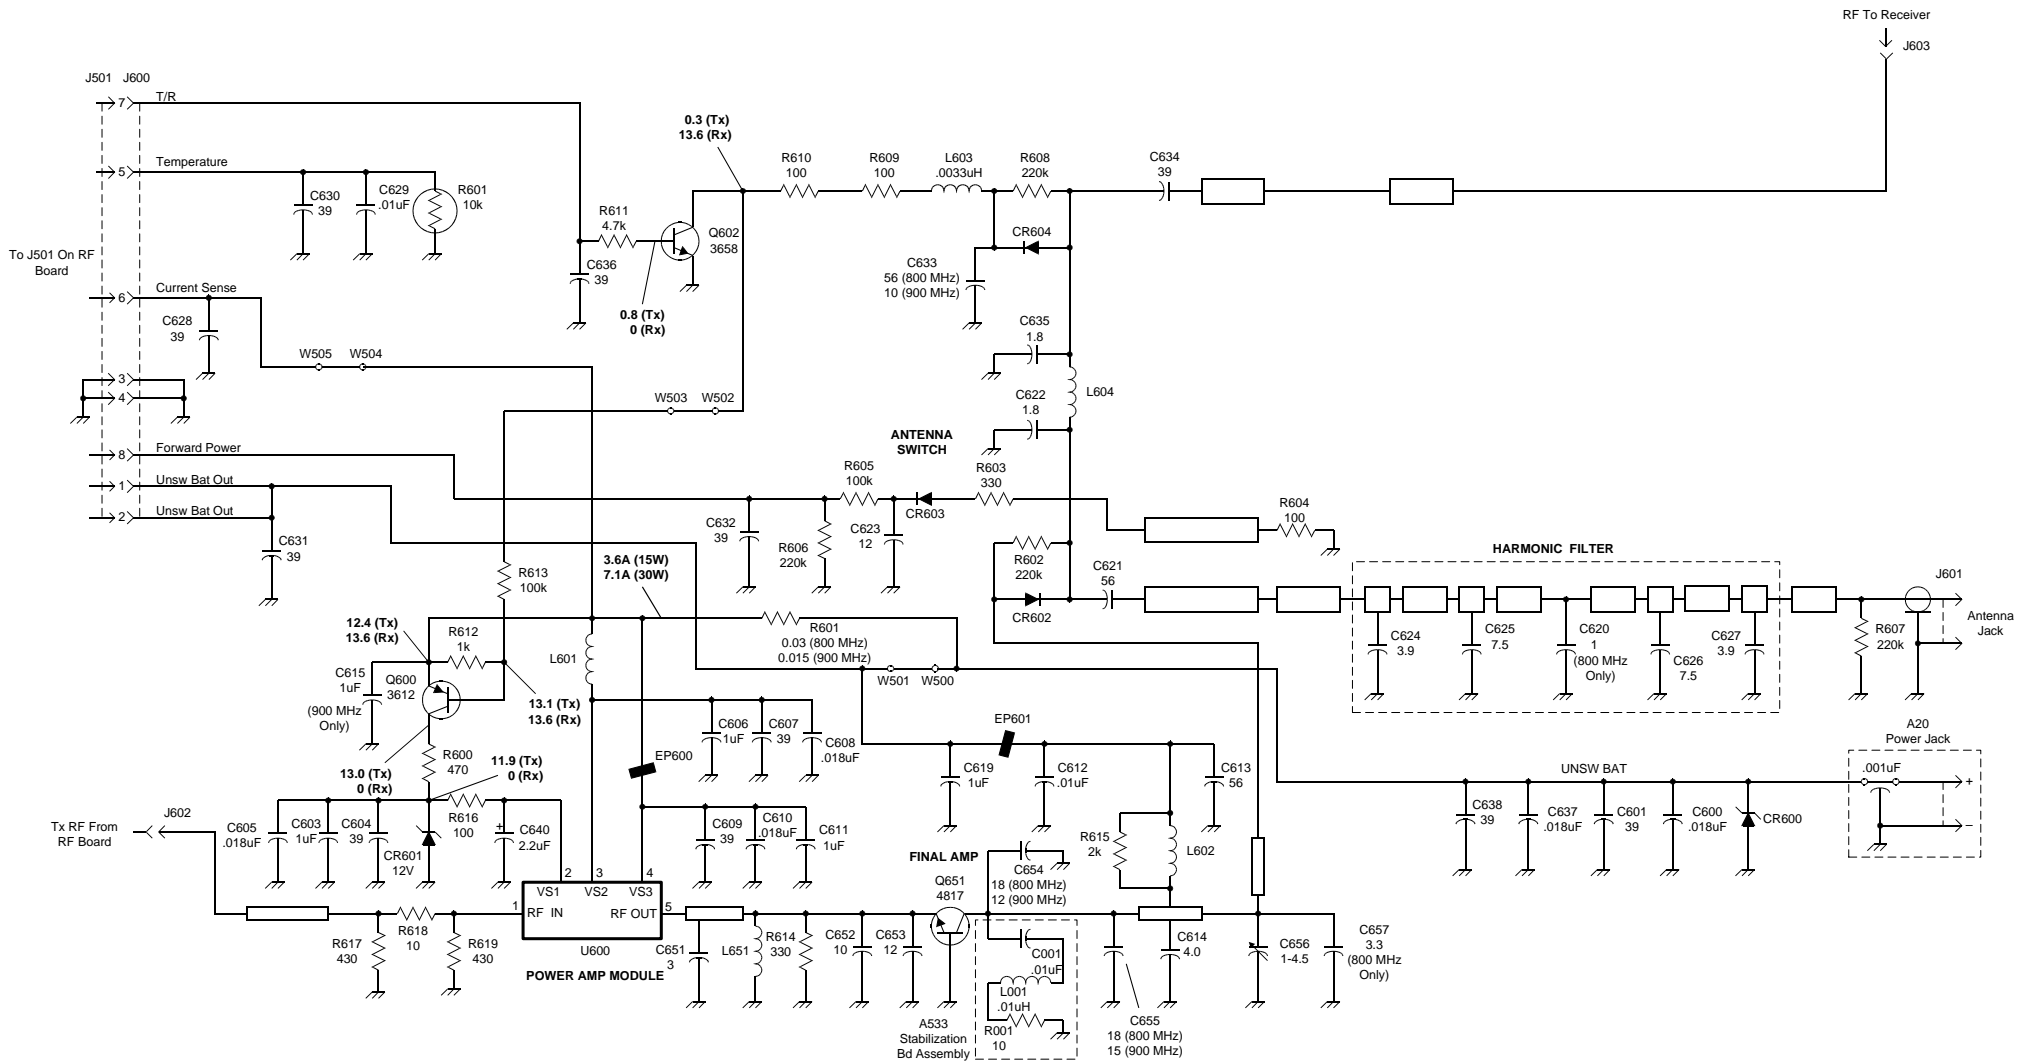 RF To Receiver
J603
J501 J600
7 T/R
0.3 (Tx)
13.6 (Rx)
5 Temperature
C630
39
C629
.01uF
R601
10k
R611
4.7k
Q602
3658
R610
100
R609
100
L603
.0033uH
R608
220k
C634
39
CR604
To J501 On RF
Board
C636
39
C633
56 (800 MHz)
10 (900 MHz)
6 Current Sense
C628
39
0.8 (Tx)
0 (Rx)
C635
1.8
W505 W504
3
4
L604
C622
1.8
W503 W502
8 Forward Power
1 Unsw Bat Out
2 Unsw Bat Out
C631
39
ANTENNA
SWITCH
R605
100k
R603
330
CR603
C632
39
R606
220k
C623
12
R604
100
R602
220k
CR602
C621
56
HARMONIC FILTER
C624
3.9
C625
7.5
C620
1
(800 MHz
Only)
C626
7.5
C627
3.9
J601
R607
220k
Antenna
Jack
R613
100k
3.6A (15W)
7.1A (30W)
12.4 (Tx)
13.6 (Rx)
R612
1k
L601
R601
0.03 (800 MHz)
0.015 (900 MHz)
W501 W500
C615
1uF
(900 MHz
Only)
Q600
3612
13.1 (Tx)
13.6 (Rx)
C606
1uF
C607
39
C608
.018uF
EP601
EP600
R600
470
11.9 (Tx)
0 (Rx)
13.0 (Tx)
0 (Rx)
C619
1uF
C612
.01uF
C613
56
A20
Power Jack
UNSW BAT
.001uF
+
−
C638
39
C637
.018uF
C601
39
C600
.018uF
CR600
J602
Tx RF From
RF Board
C605
.018uF
C603
1uF
C604
39
CR601
12V
R616
100
+
C640
2.2uF
C609
39
C610
.018uF
C611
1uF
R615
2k
L602
FINAL AMP
Q651
4817
C654
18 (800 MHz)
12 (900 MHz)
2 3 4
VS1 VS2 VS3
1 RF IN RF OUT 5
U600
POWER AMP MODULE
R617
430
R618
10
R619
430
C651
3
L651
R614
330
C652
10
C653
12
C001
.01uF
L001
.01uH
R001
10
A533
Stabilization
Bd Assembly
C614
4.0
C655
18 (800 MHz)
15 (900 MHz)
C656
1-4.5
C657
3.3
(800 MHz
Only)